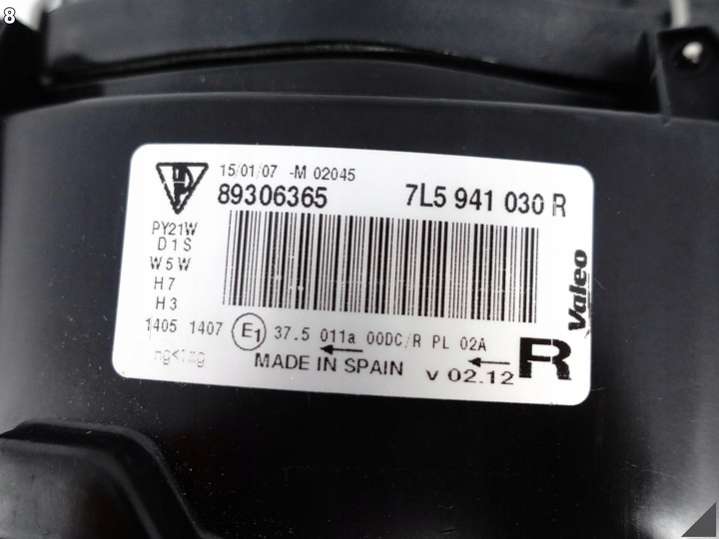 8
15/01/07 -M 02045
89306365 7L5 941 030 R
PY21W
D1S
W5W
H7
H3
Valeo
1405 1407 E1 37.5 011a 00DC/R PL 02A
MADE IN SPAIN v 02.12 R